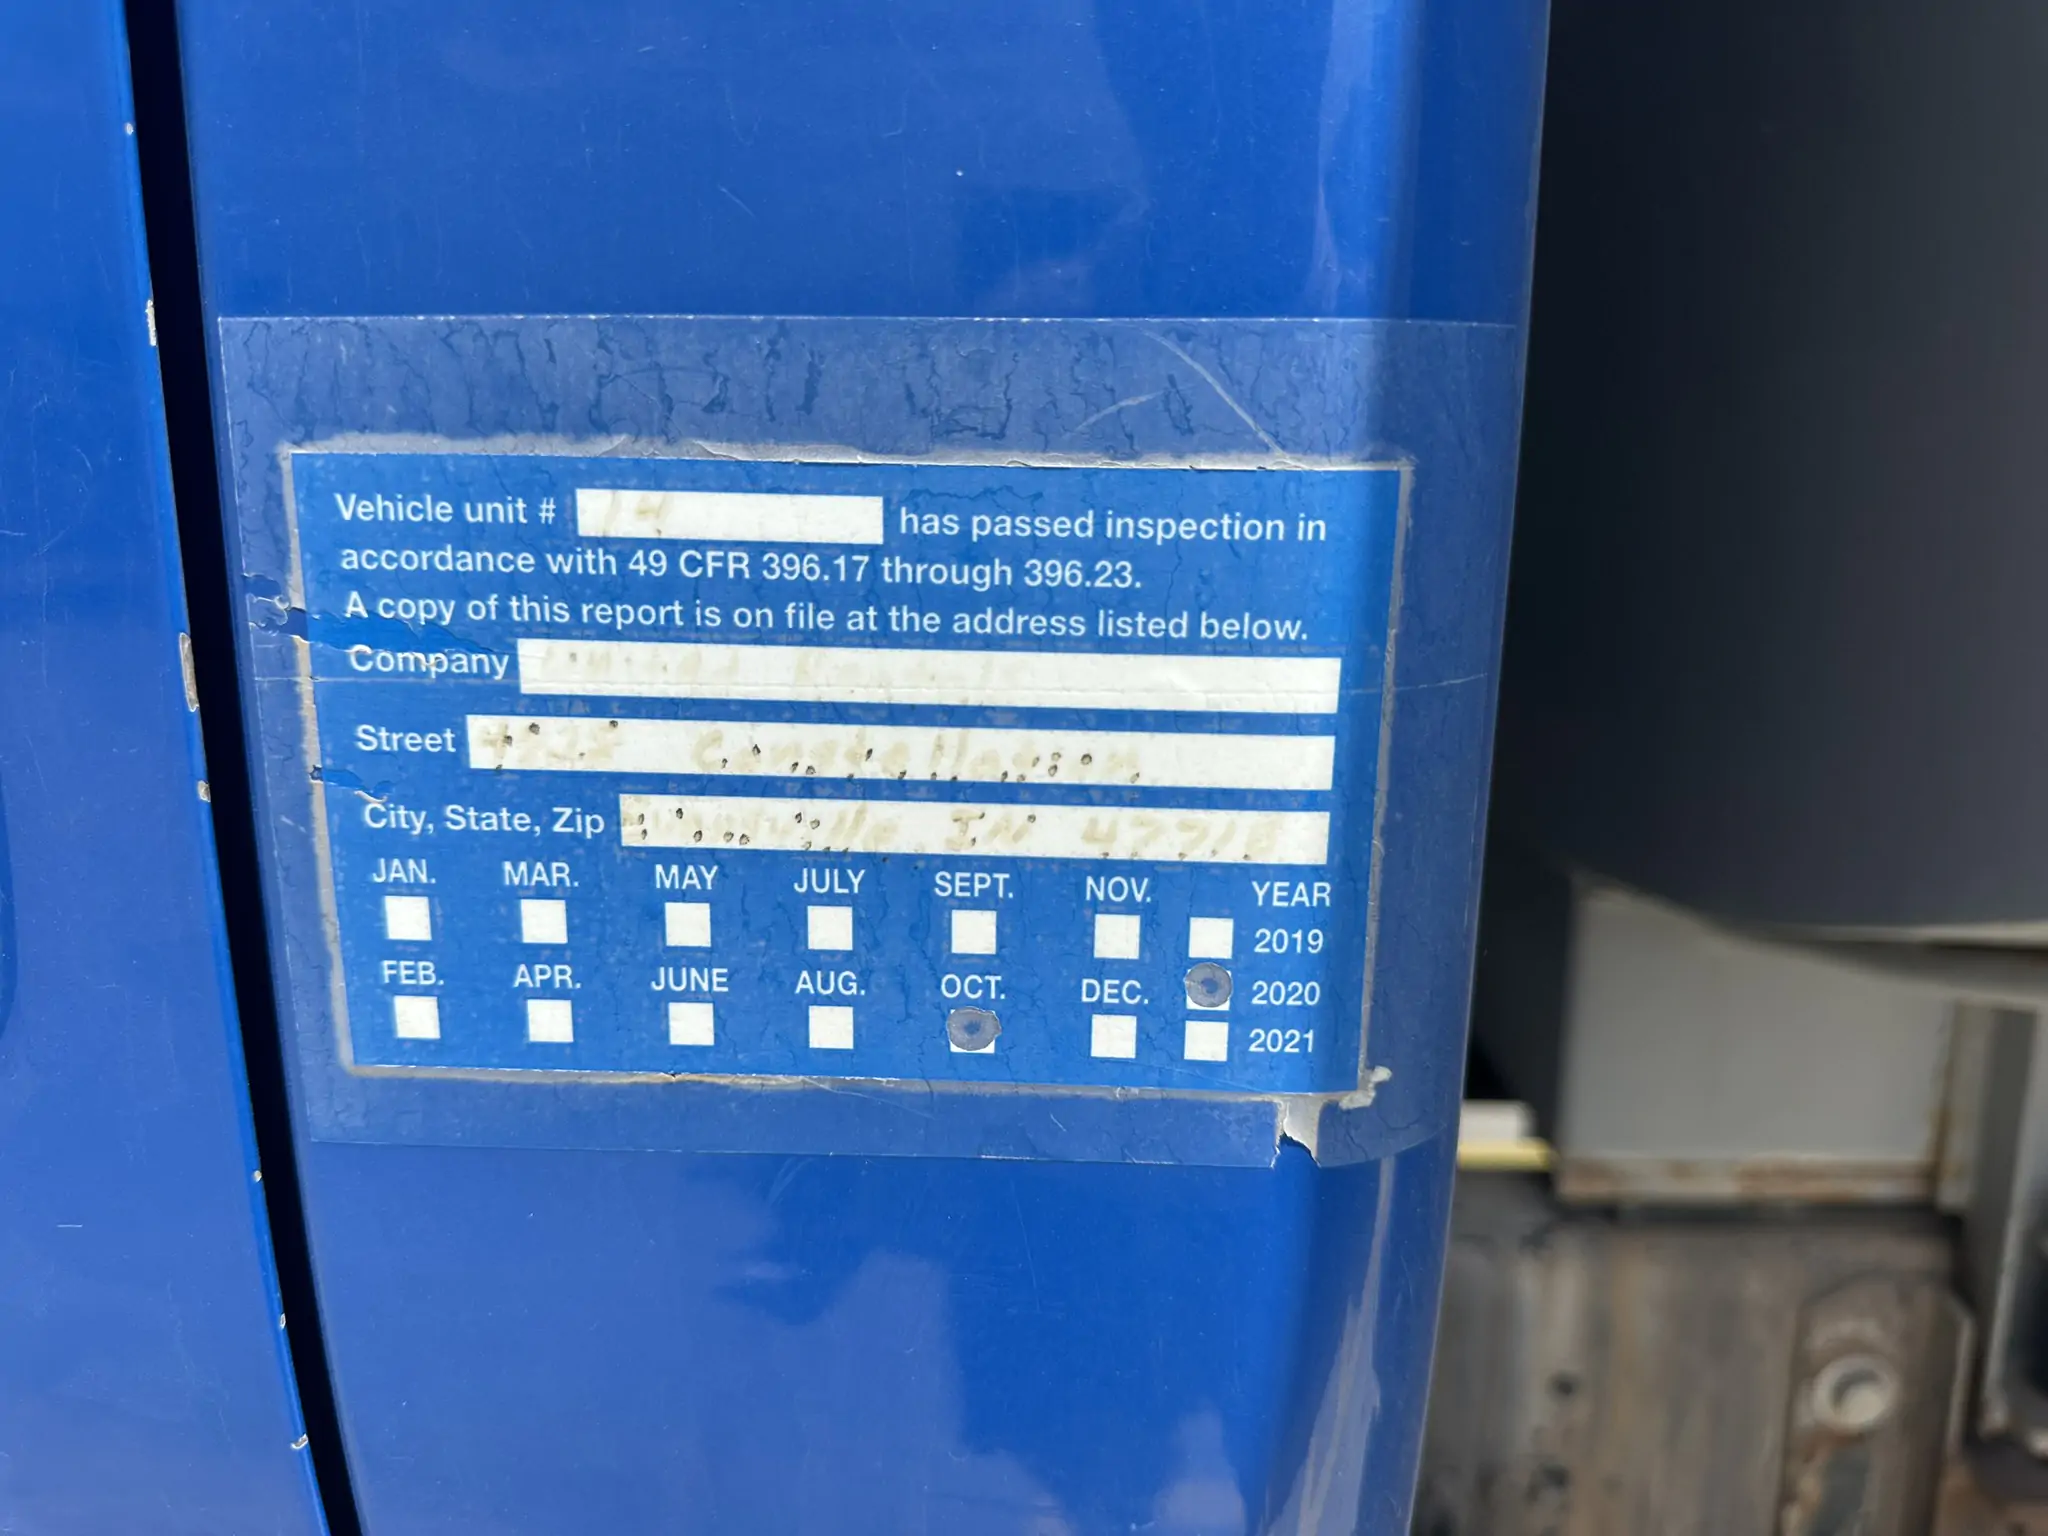 Vehicle unit # 14 has passed inspection in
accordance with 49 CFR 396.17 through 396.23.
A copy of this report is on file at the address listed below.
Company
Street Constellation
City, State, Zip IN 47715
JAN. MAR. MAY JULY SEPT. NOV. YEAR
2019
FEB. APR. JUNE AUG. OCT. DEC. 2020
2021